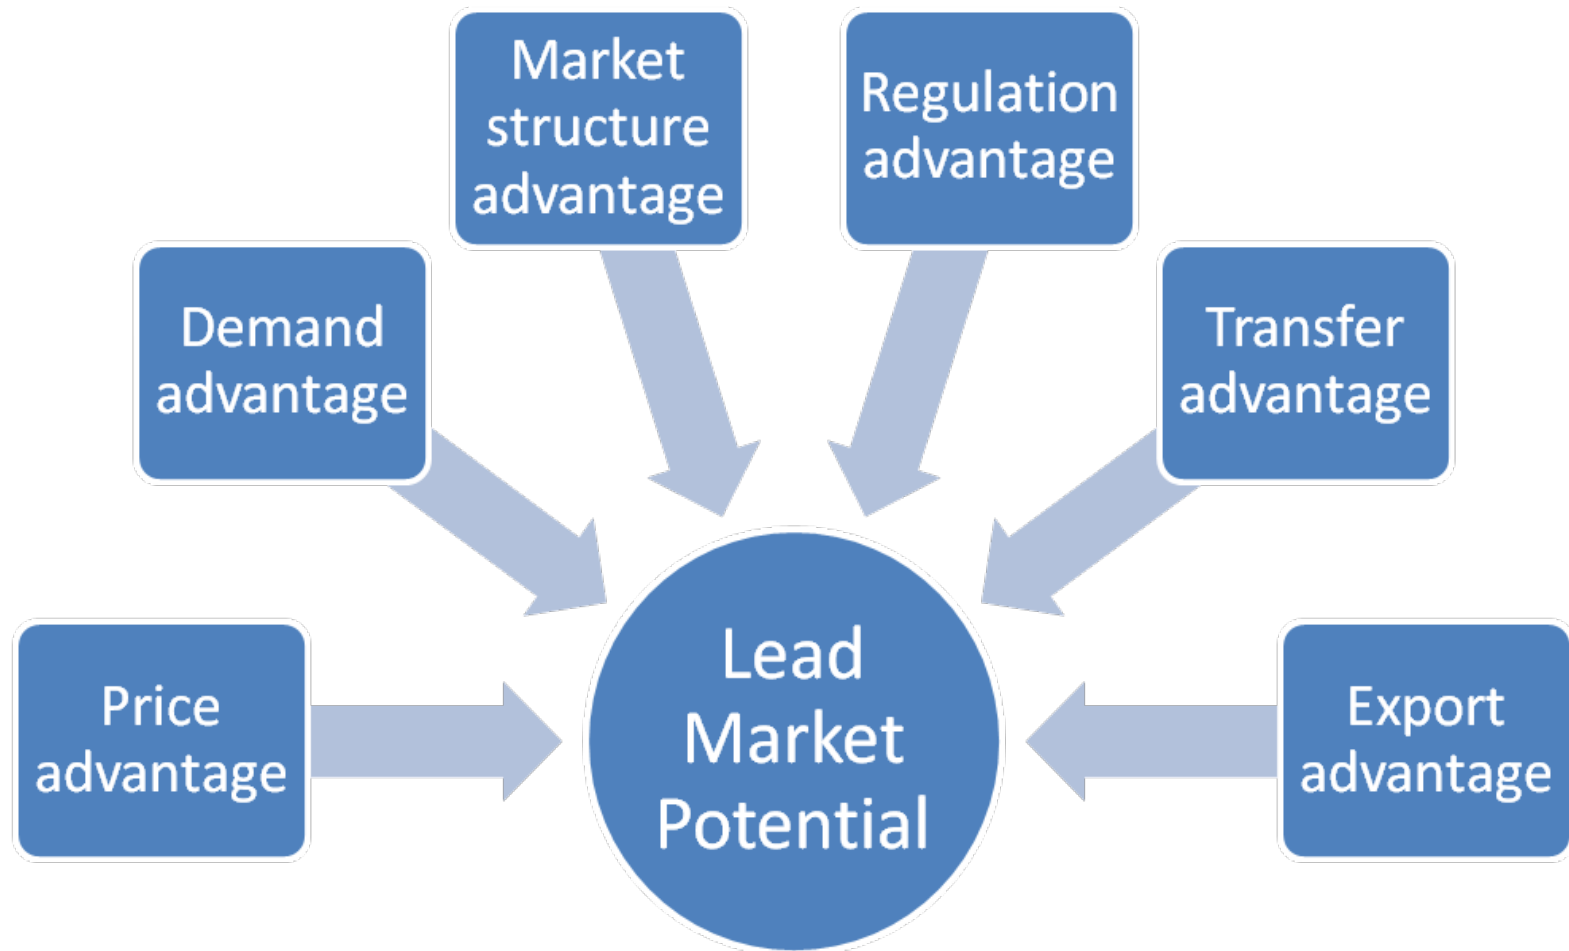 Market
structure
advantage
Regulation
advantage
Demand
advantage
Transfer
advantage
Price
advantage
Lead
Market
Potential
Export
advantage